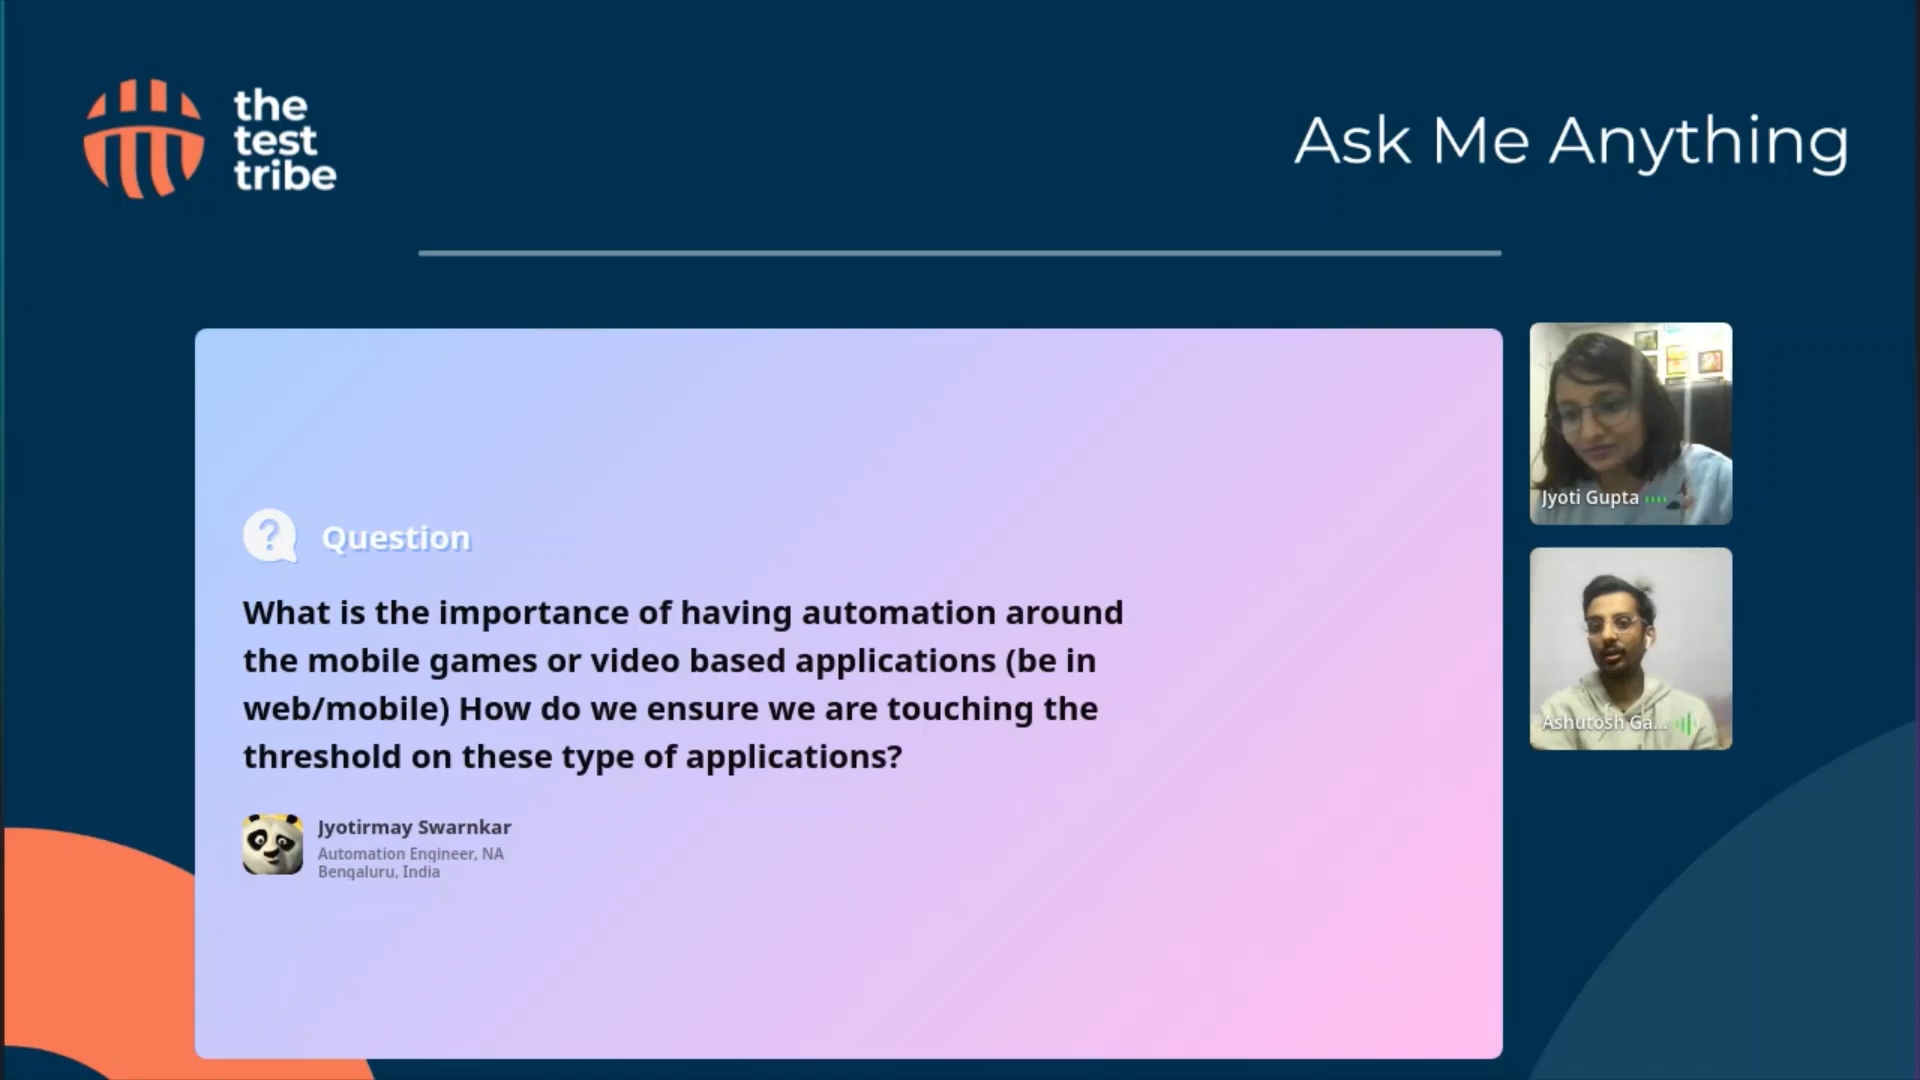 the
test
tribe
Ask Me Anything
Question
What is the importance of having automation around
the mobile games or video based applications (be in
web/mobile) How do we ensure we are touching the
threshold on these type of applications?
Jyotirmay Swarnkar
Automation Engineer, NA
Bengaluru, India
Jyoti Gupta
Ashutosh Ga...